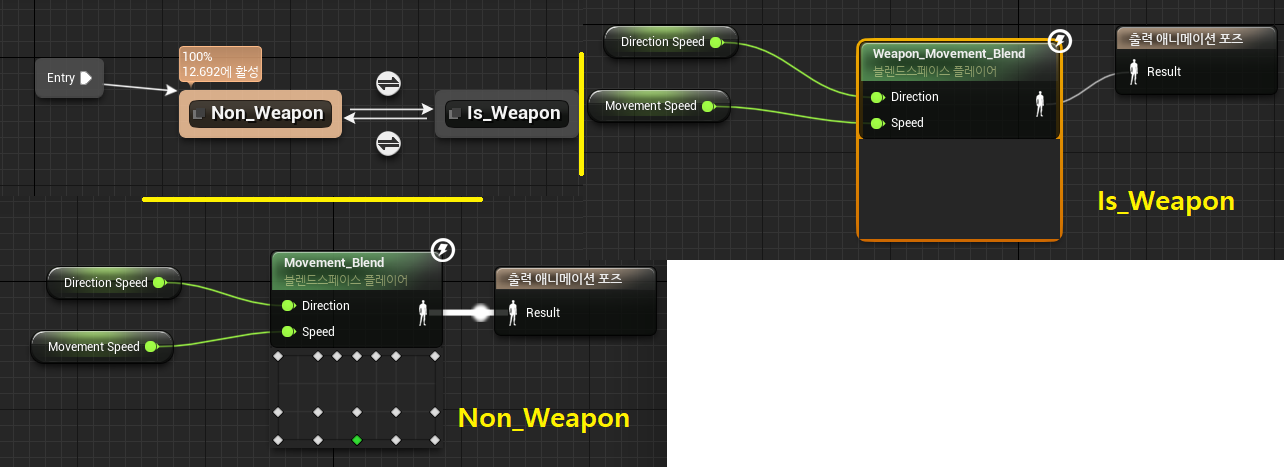 Entry
100%
12.692에 활성
Non_Weapon
Is_Weapon
Direction Speed
Movement Speed
Weapon_Movement_Blend
블렌드스페이스 플레이어
Direction
Speed
출력 애니메이션 포즈
Result
Is_Weapon
Direction Speed
Movement Speed
Movement_Blend
블렌드스페이스 플레이어
Direction
Speed
출력 애니메이션 포즈
Result
Non_Weapon